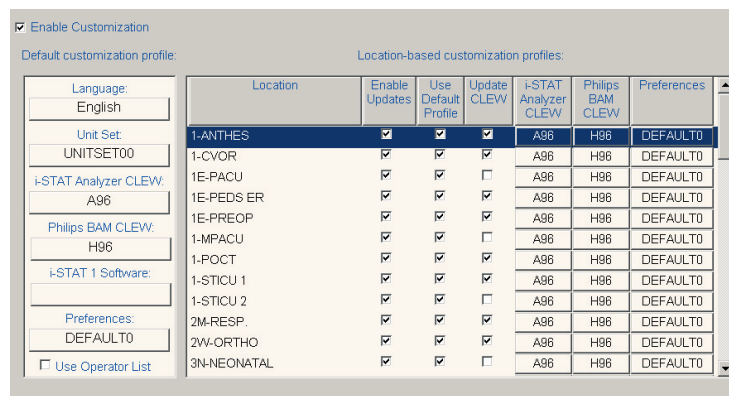 Enable Customization
Default customization profile:
Location-based customization profiles:
Language:
English
Unit Set:
UNITSET00
i-STAT Analyzer CLEW:
A96
Philips BAM CLEW:
H96
i-STAT 1 Software:
Preferences:
DEFAULT0
Use Operator List
Location Enable Updates Use Default Profile Update CLEW i-STAT Analyzer CLEW Philips BAM CLEW Preferences
1-ANTHES A96 H96 DEFAULT0
1-CVOR A96 H96 DEFAULT0
1E-PACU A96 H96 DEFAULT0
1E-PEDS ER A96 H96 DEFAULT0
1E-PREOP A96 H96 DEFAULT0
1-MPACU A96 H96 DEFAULT0
1-POCT A96 H96 DEFAULT0
1-STICU 1 A96 H96 DEFAULT0
1-STICU 2 A96 H96 DEFAULT0
2M-RESP. A96 H96 DEFAULT0
2W-ORTHO A96 H96 DEFAULT0
3N-NEONATAL A96 H96 DEFAULT0